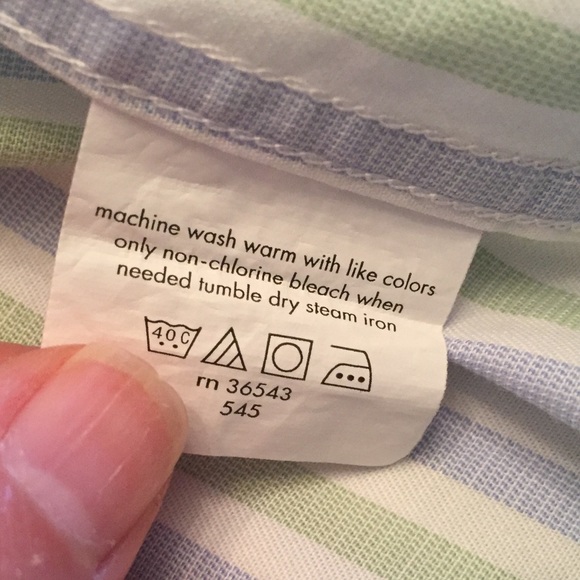 machine wash warm with like colors
only non-chlorine bleach when
needed tumble dry steam iron
40C
rn 36543
545